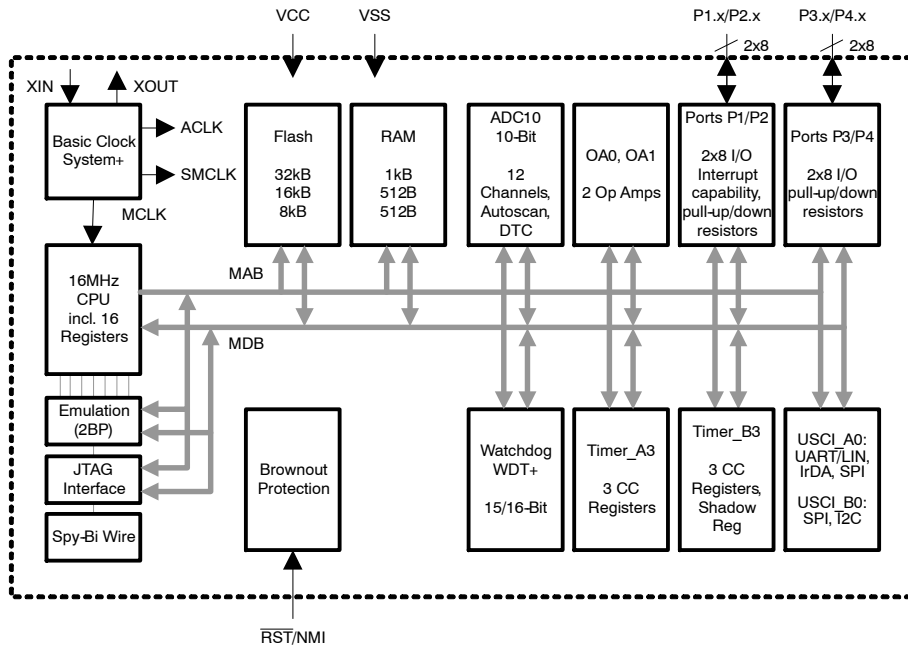 VCC
VSS
P1.x/P2.x
P3.x/P4.x
2x8
2x8
XIN
XOUT
Basic Clock
System+
ACLK
SMCLK
MCLK
Flash
32kB
16kB
8kB
RAM
1kB
512B
512B
ADC10
10-Bit
12
Channels,
Autoscan,
DTC
OA0, OA1
2 Op Amps
Ports P1/P2
2x8 I/O
Interrupt
capability,
pull-up/down
resistors
Ports P3/P4
2x8 I/O
pull-up/down
resistors
16MHz
CPU
incl. 16
Registers
MAB
MDB
Emulation
(2BP)
JTAG
Interface
Spy-Bi Wire
Brownout
Protection
Watchdog
WDT+
15/16-Bit
Timer_A3
3 CC
Registers
Timer_B3
3 CC
Registers,
Shadow
Reg
USCI_A0:
UART/LIN,
IrDA, SPI
USCI_B0:
SPI, I2C
RST/NMI